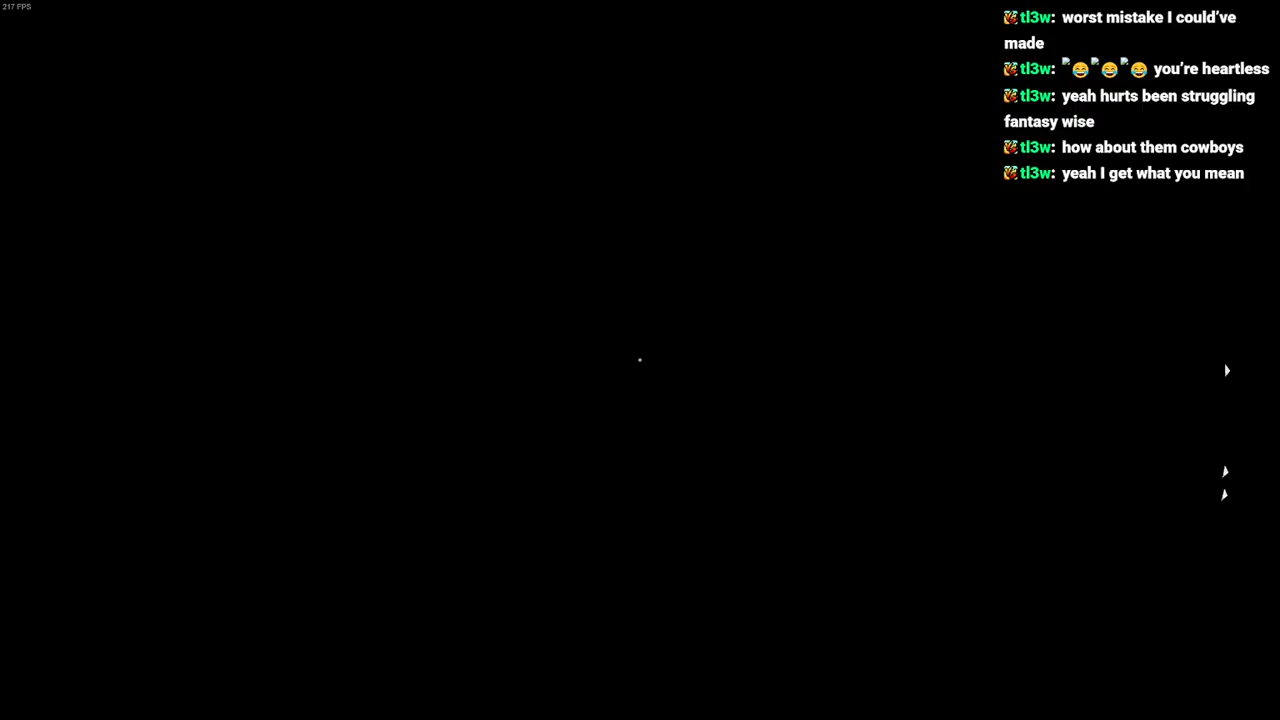 217 FPS
tl3w: worst mistake I could’ve
made
tl3w: 😂😂😂 you’re heartless
tl3w: yeah hurts been struggling
fantasy wise
tl3w: how about them cowboys
tl3w: yeah I get what you mean